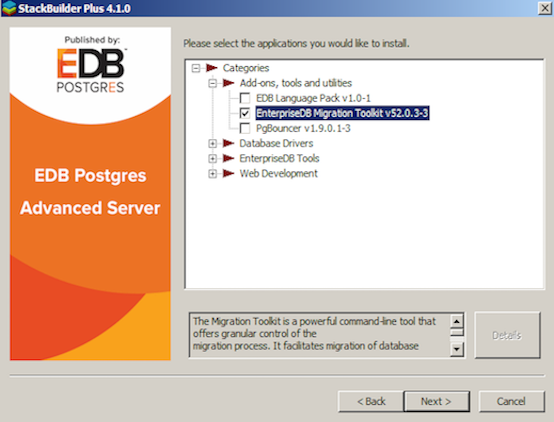 StackBuilder Plus 4.1.0
Published by:
EDB
POSTGRES
EDB Postgres
Advanced Server
Please select the applications you would like to install.
Categories
Add-ons, tools and utilities
EDB Language Pack v1.0-1
EnterpriseDB Migration Toolkit v52.0.3-3
PgBouncer v1.9.0.1-3
Database Drivers
EnterpriseDB Tools
Web Development
The Migration Toolkit is a powerful command-line tool that
offers granular control of the
migration process. It facilitates migration of database
Details
< Back
Next >
Cancel